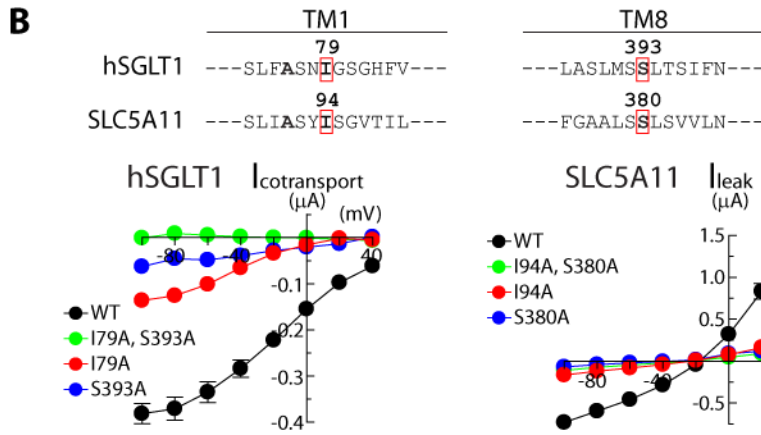 B
TM1 TM8
79 393
hSGLT1 ---SLFASNIGSGHFV--- ---LASLMSSLTSIFN---
94 380
SLC5A11 ---SLIASYISGVTIL--- ---FGAALSSLSVVLN---
hSGLT1 Icotransport SLC5A11 Ileak
(µA) (mV) (µA)
-80 -40 40
-0.1
-0.2
-0.3
-0.4
WT
I79A, S393A
I79A
S393A
WT
I94A, S380A
I94A
S380A
1.5
1.0
0.5
-80 -40
-0.5